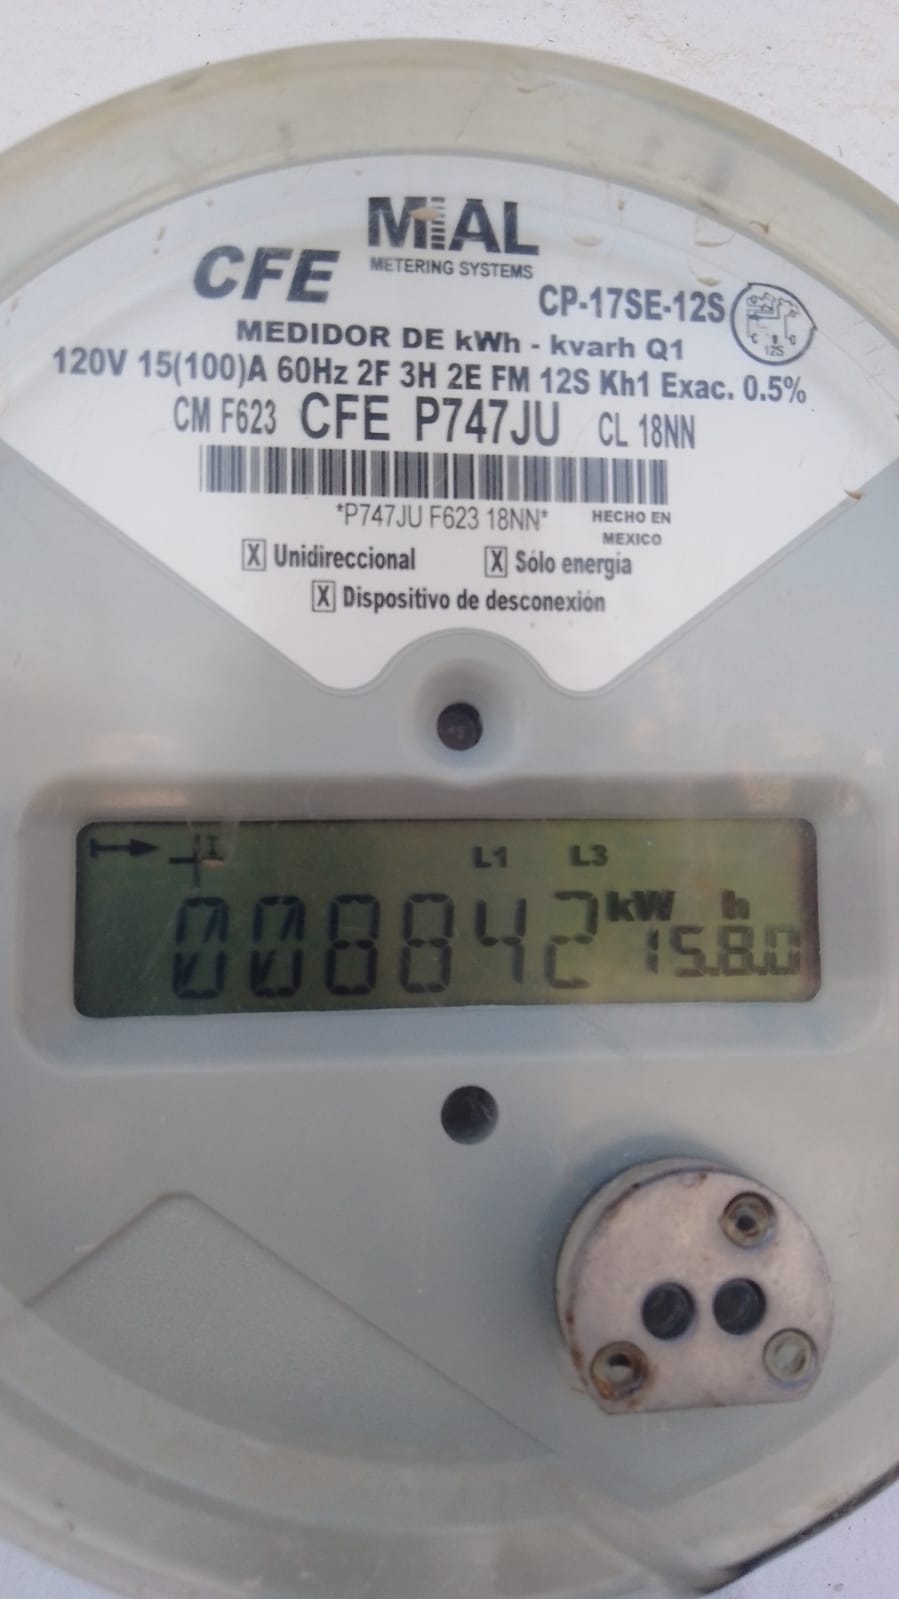 MIAL
METERING SYSTEMS
CFE
CP-17SE-12S
12S
MEDIDOR DE kWh - kvarh Q1
120V 15(100)A 60Hz 2F 3H 2E FM 12S Kh1 Exac. 0.5%
CM F623 CFE P747JU CL 18NN
*P747JU F623 18NN*
HECHO EN
MEXICO
X Unidireccional X Sólo energía
X Dispositivo de desconexión
L1 L3
008842 kW h 15.8.0